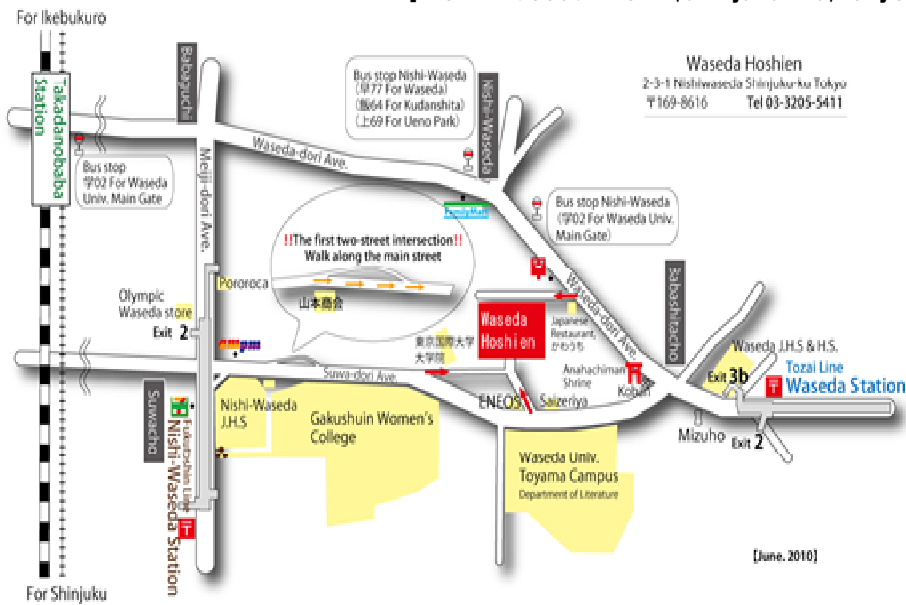 For Ikebukuro
Takadanobaba
Station
Babaguchi
Bus stop
学02 For Waseda
Univ. Main Gate
Meiji-dori Ave.
Waseda-dori Ave.
Bus stop Nishi-Waseda
(早77 For Waseda)
(飯64 For Kudanshita)
(上69 For Ueno Park)
Nishi-Waseda
Waseda Hoshien
2-3-1 Nishiwaseda Shinjuku-ku Tokyo
〒169-8616 Tel 03-3205-5411
FamilyMart
Bus stop Nishi-Waseda
(学02 For Waseda Univ.
Main Gate)
!!The first two-street intersection!!
Walk along the main street
山本商会
Pororoca
Olympic
Waseda store
Exit 2
Waseda
Hoshien
Japanese
Restaurant,
かわうち
Waseda-dori Ave.
Babashitacho
東京国際大学
大学院
Suwa-dori Ave.
Anahachiman
Shrine
Koban
Waseda J.H.S & H.S.
Exit 3b
Tozai Line
Waseda Station
ENEOS
Saizeriya
Mizuho
Exit 2
Suwacho
Nishi-Waseda
J.H.S
Gakushuin Women's
College
Fukutoshin Line
Nishi-Waseda Station
Waseda Univ.
Toyama Campus
Department of Literature
[June. 2010]
For Shinjuku